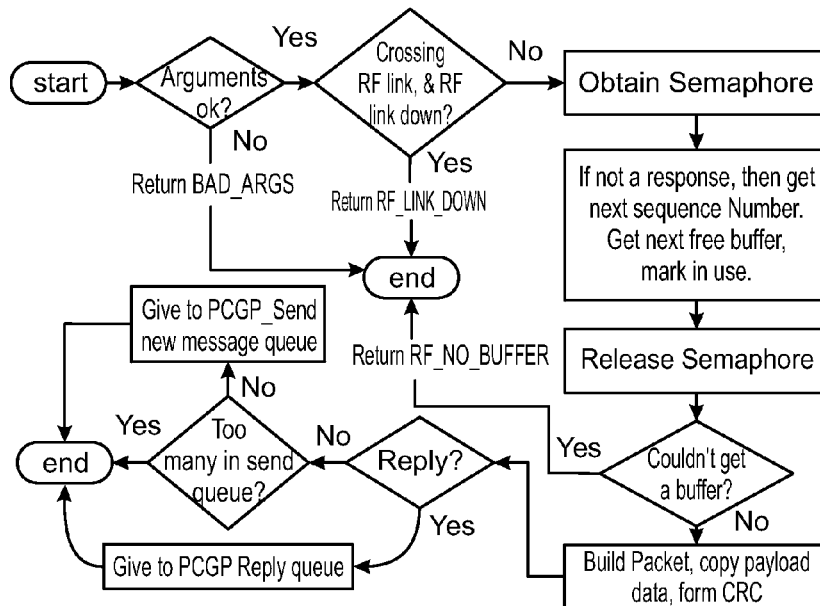 start
Arguments
ok?
Yes
No
Return BAD_ARGS
Crossing
RF link, & RF
link down?
No
Yes
Return RF_LINK_DOWN
end
Obtain Semaphore
If not a response, then get
next sequence Number.
Get next free buffer,
mark in use.
Release Semaphore
Couldn't get
a buffer?
Yes
Return RF_NO_BUFFER
No
Build Packet, copy payload
data, form CRC
Reply?
No
Yes
Give to PCGP Reply queue
Too
many in send
queue?
No
Yes
Give to PCGP_Send
new message queue
end